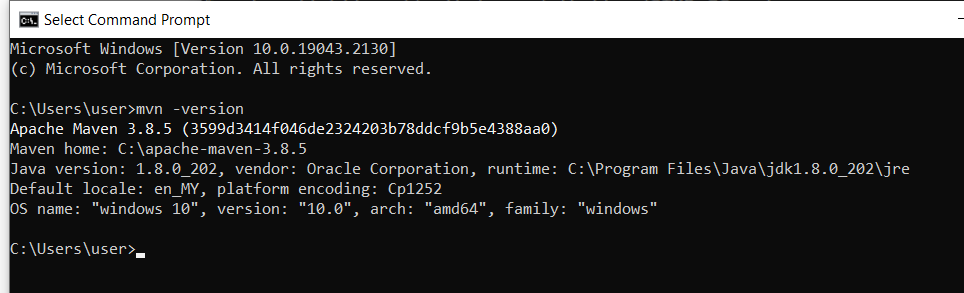 Select Command Prompt
Microsoft Windows [Version 10.0.19043.2130]
(c) Microsoft Corporation. All rights reserved.
C:\Users\user>mvn -version
Apache Maven 3.8.5 (3599d3414f046de2324203b78ddcf9b5e4388aa0)
Maven home: C:\apache-maven-3.8.5
Java version: 1.8.0_202, vendor: Oracle Corporation, runtime: C:\Program Files\Java\jdk1.8.0_202\jre
Default locale: en_MY, platform encoding: Cp1252
OS name: "windows 10", version: "10.0", arch: "amd64", family: "windows"
C:\Users\user>